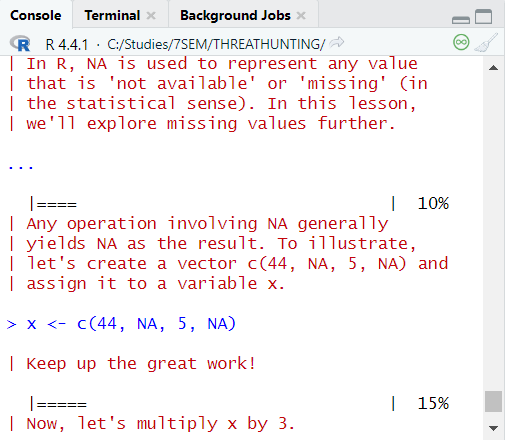 Console Terminal × Background Jobs ×
R R 4.4.1 · C:/Studies/7SEM/THREATHUNTING/
| In R, NA is used to represent any value
| that is 'not available' or 'missing' (in
| the statistical sense). In this lesson,
| we'll explore missing values further.
...
|==== | 10%
| Any operation involving NA generally
| yields NA as the result. To illustrate,
| let's create a vector c(44, NA, 5, NA) and
| assign it to a variable x.
> x <- c(44, NA, 5, NA)
| Keep up the great work!
|===== | 15%
| Now, let's multiply x by 3.